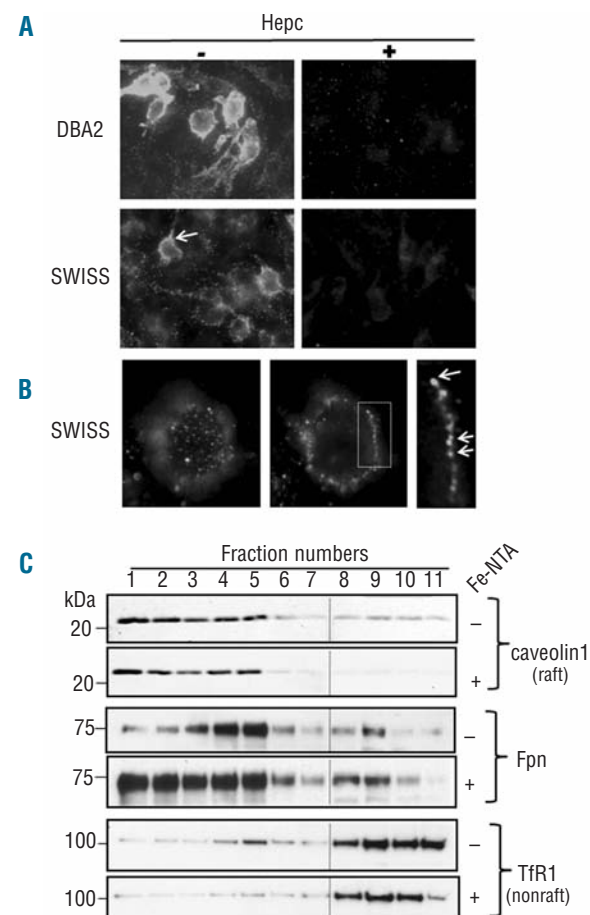 A
Hepc
- +
DBA2
SWISS
B
SWISS
C
Fraction numbers
Fe-NTA
1 2 3 4 5 6 7 8 9 10 11
kDa
20
–
20
+
caveolin1
(raft)
75
–
75
+
Fpn
100
–
100
+
TfR1
(nonraft)